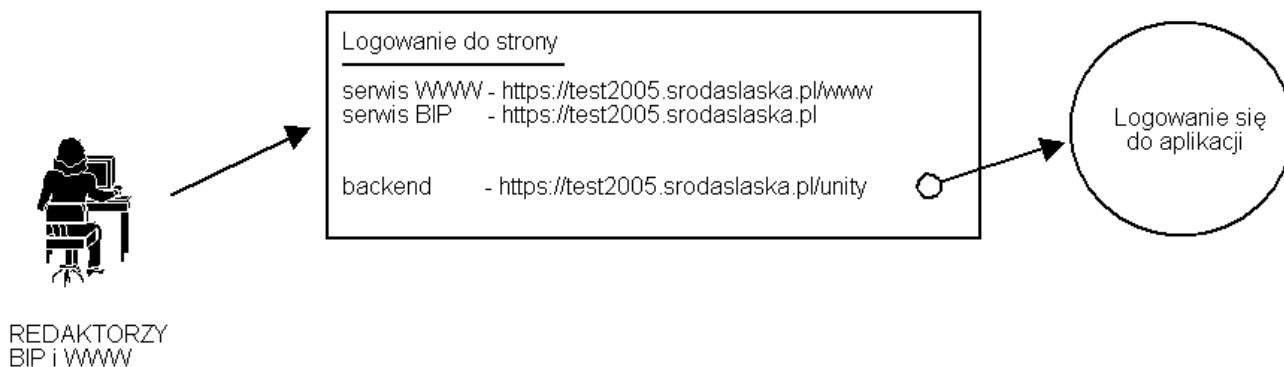 Logowanie do strony
serwis WWW - https://test2005.srodaslaska.pl/www
serwis BIP - https://test2005.srodaslaska.pl
backend - https://test2005.srodaslaska.pl/unity
Logowanie się
do aplikacji
REDAKTORZY
BIP i WWW